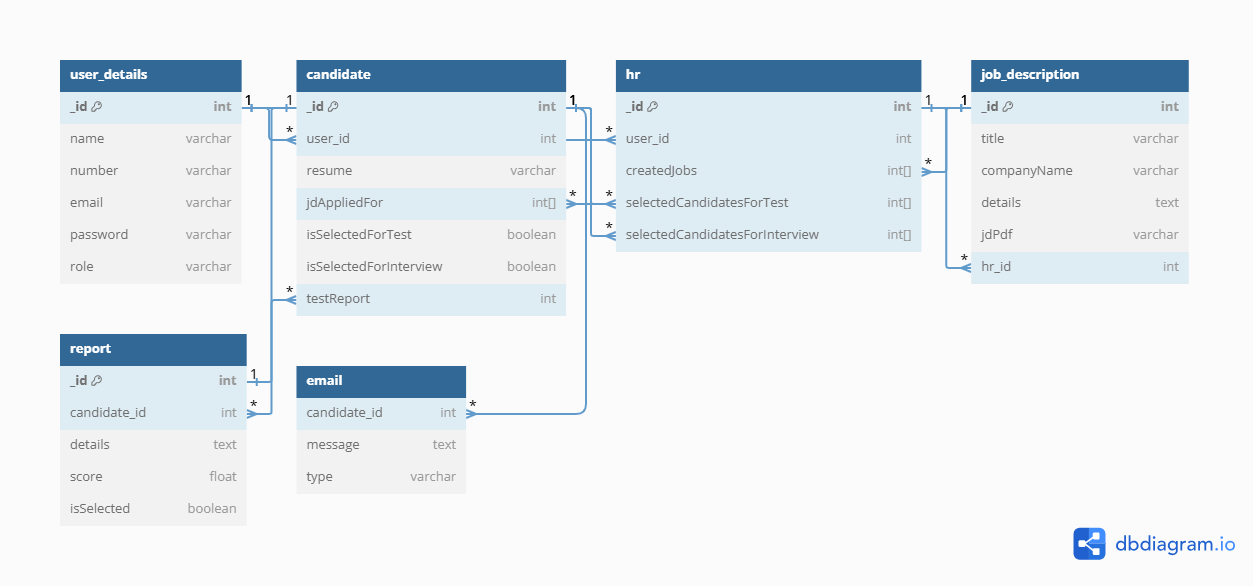 user_details
_id int
name varchar
number varchar
email varchar
password varchar
role varchar
candidate
_id int
user_id int
resume varchar
jdAppliedFor int[]
isSelectedForTest boolean
isSelectedForInterview boolean
testReport int
hr
_id int
user_id int
createdJobs int[]
selectedCandidatesForTest int[]
selectedCandidatesForInterview int[]
job_description
_id int
title varchar
companyName varchar
details text
jdPdf varchar
hr_id int
report
_id int
candidate_id int
details text
score float
isSelected boolean
email
candidate_id int
message text
type varchar
1
1
*
*
1
*
1
*
*
*
*
1
1
*
*
*
dbdiagram.io